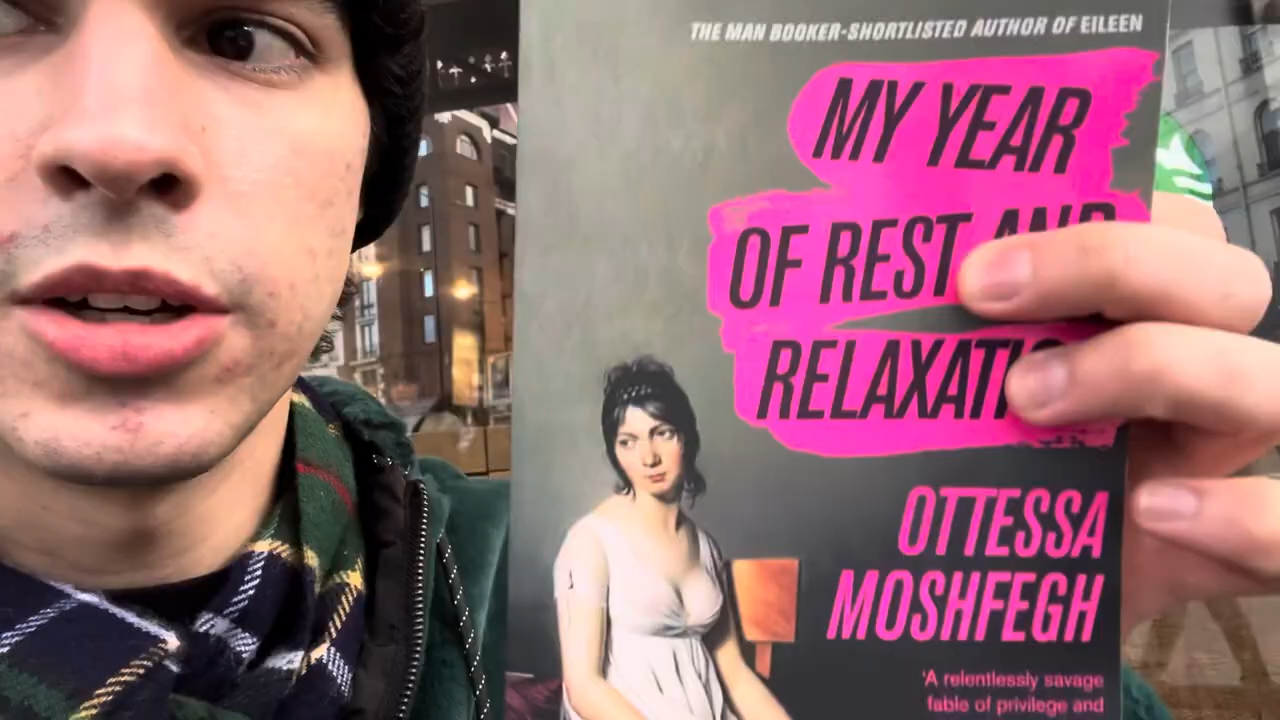 THE MAN BOOKER-SHORTLISTED AUTHOR OF EILEEN
MY YEAR
OF REST AND
RELAXATI
OTTESSA
MOSHFEGH
'A relentlessly savage
fable of privilege and